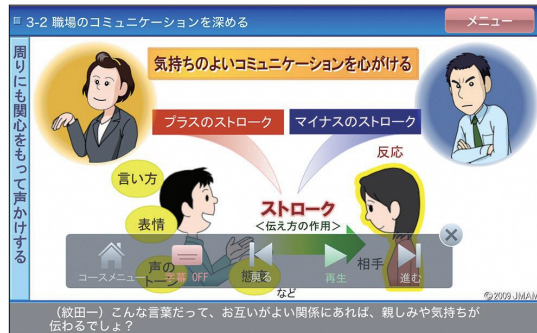 3-2 職場のコミュニケーションを深める
メニュー
周りにも関心をもって声かけする
気持ちのよいコミュニケーションを心がける
プラスのストローク
マイナスのストローク
反応
言い方
表情
声の
トーン
態度
など
ストローク
<伝え方の作用>
相手
コースメニュー
字幕 OFF
戻る
再生
進む
©2009 JMAM
（紋田一）こんな言葉だって、お互いがよい関係にあれば、親しみや気持ちが
伝わるでしょ？